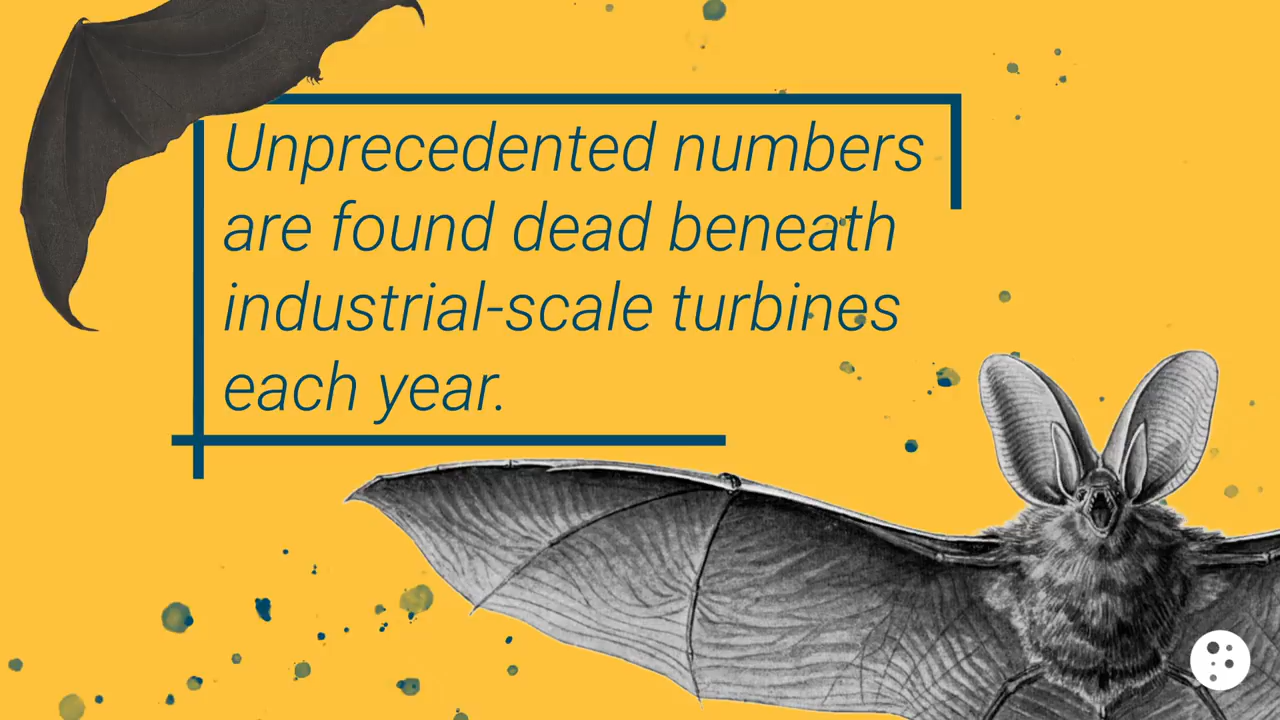 Unprecedented numbers
are found dead beneath
industrial-scale turbines
each year.